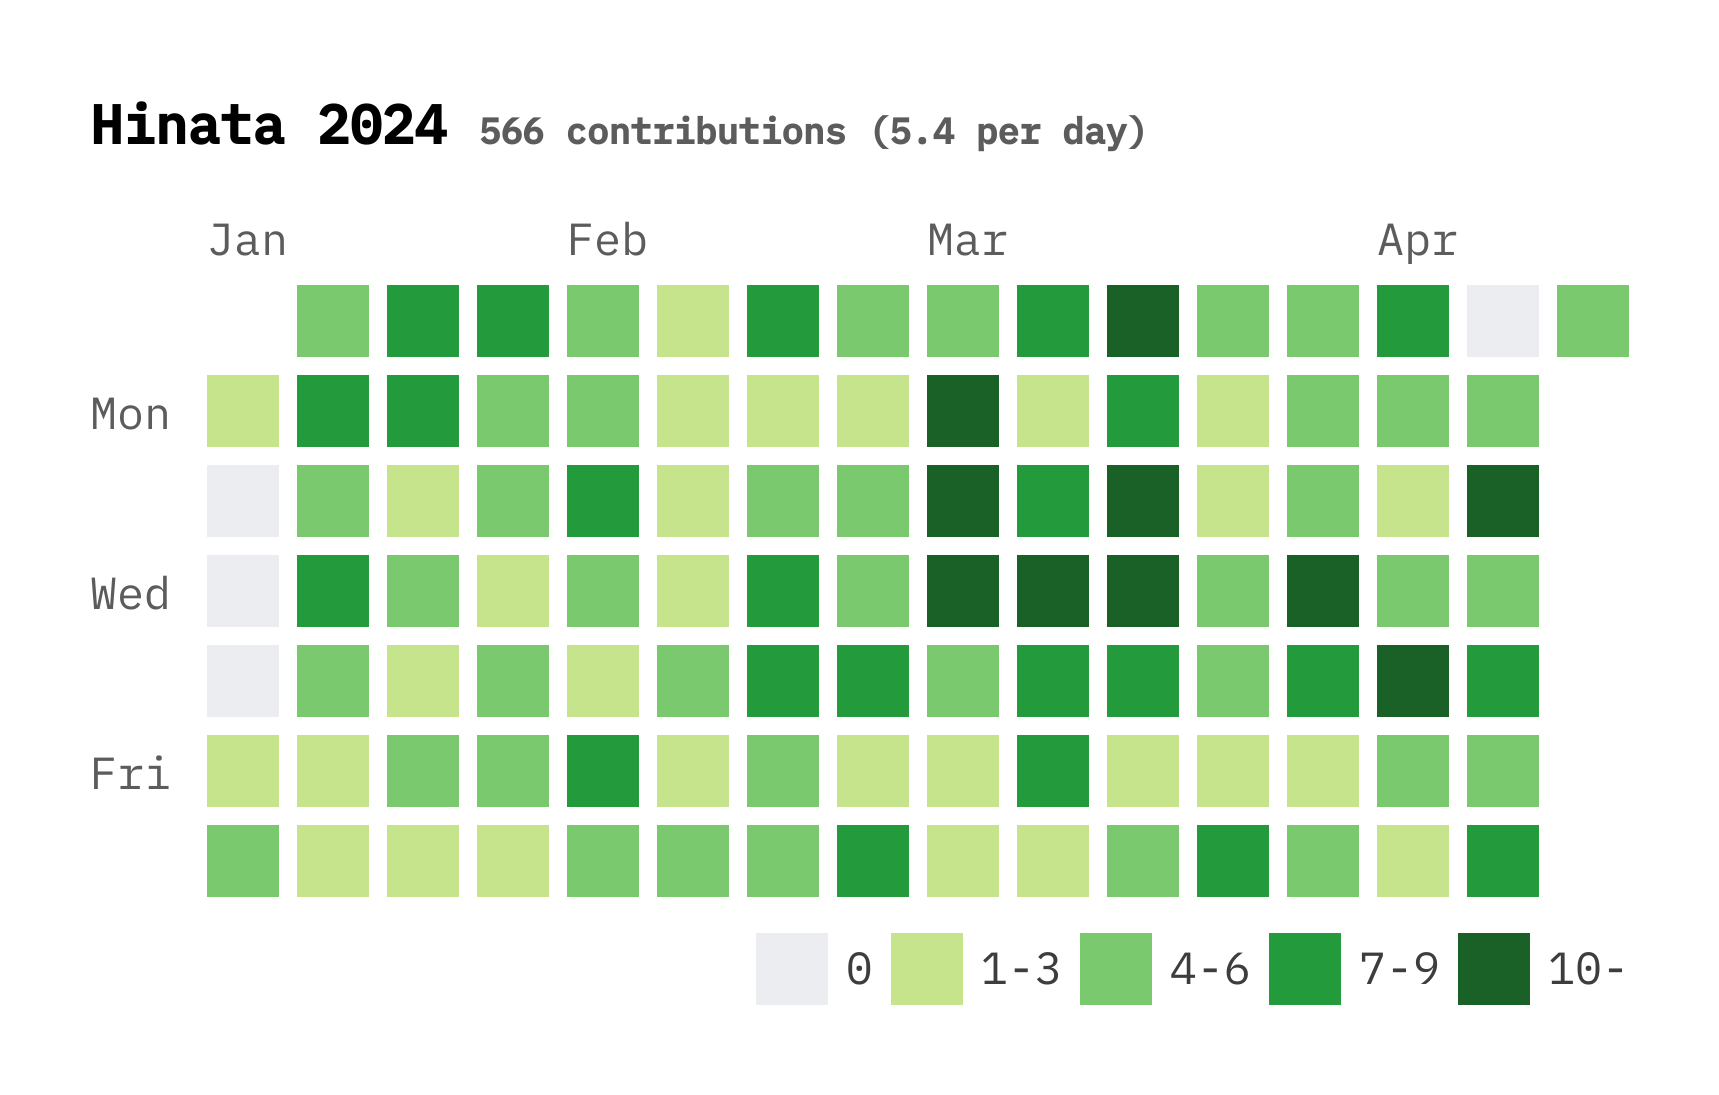 Hinata 2024 566 contributions (5.4 per day)
Jan Feb Mar Apr
Mon
Wed
Fri
0 1-3 4-6 7-9 10-